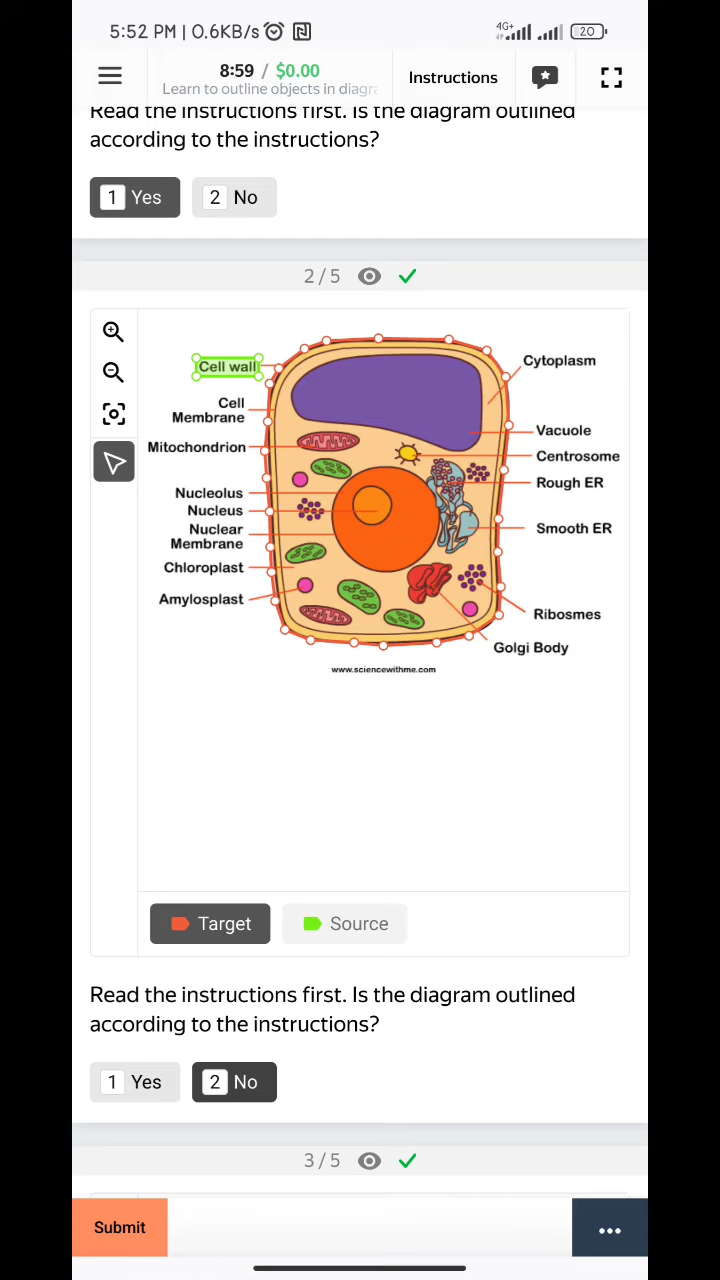 5:52 PM | 0.6KB/s
4G+
20
8:59 / $0.00
Learn to outline objects in diagra
Instructions
Read the instructions first. Is the diagram outlined
according to the instructions?
1 Yes
2 No
2 / 5
Cell wall
Cytoplasm
Cell
Membrane
Vacuole
Mitochondrion
Centrosome
Rough ER
Nucleolus
Nucleus
Nuclear
Membrane
Smooth ER
Chloroplast
Amylosplast
Ribosmes
Golgi Body
www.sciencewithme.com
Target
Source
Read the instructions first. Is the diagram outlined
according to the instructions?
1 Yes
2 No
3 / 5
Submit